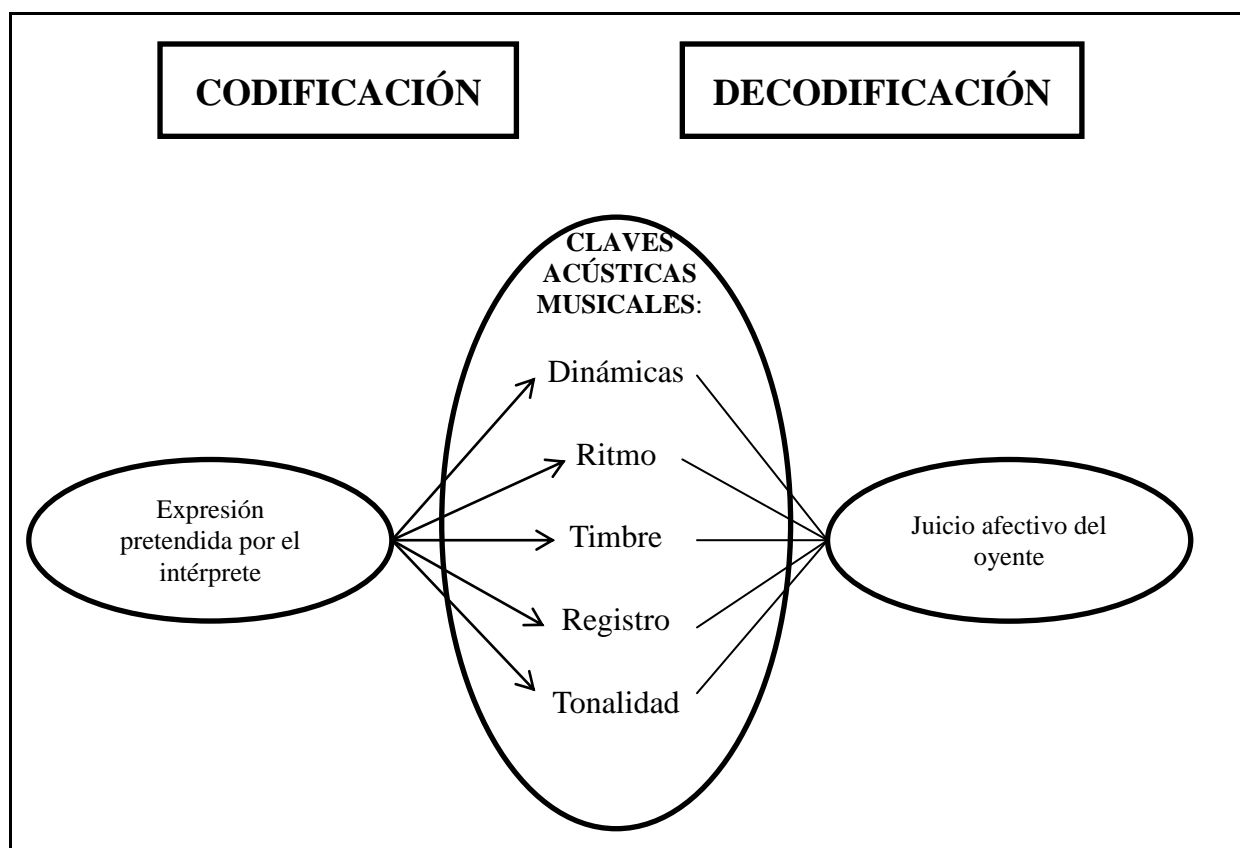 CODIFICACIÓN
DECODIFICACIÓN
CLAVES
ACÚSTICAS
MUSICALES:
Dinámicas
Ritmo
Timbre
Registro
Tonalidad
Expresión
pretendida por el
intérprete
Juicio afectivo del
oyente